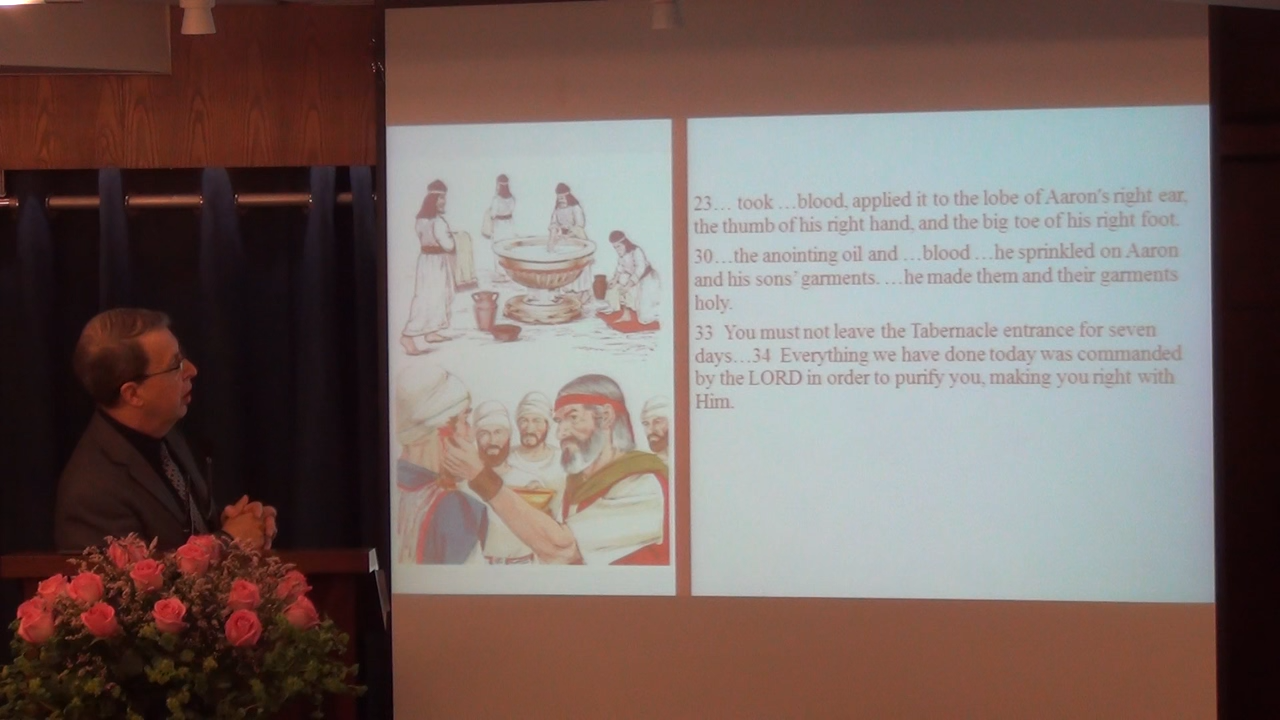 23… took …blood, applied it to the lobe of Aaron's right ear,
the thumb of his right hand, and the big toe of his right foot.
30…the anointing oil and …blood …he sprinkled on Aaron
and his sons' garments. …he made them and their garments
holy.
33 You must not leave the Tabernacle entrance for seven
days…34 Everything we have done today was commanded
by the LORD in order to purify you, making you right with
Him.